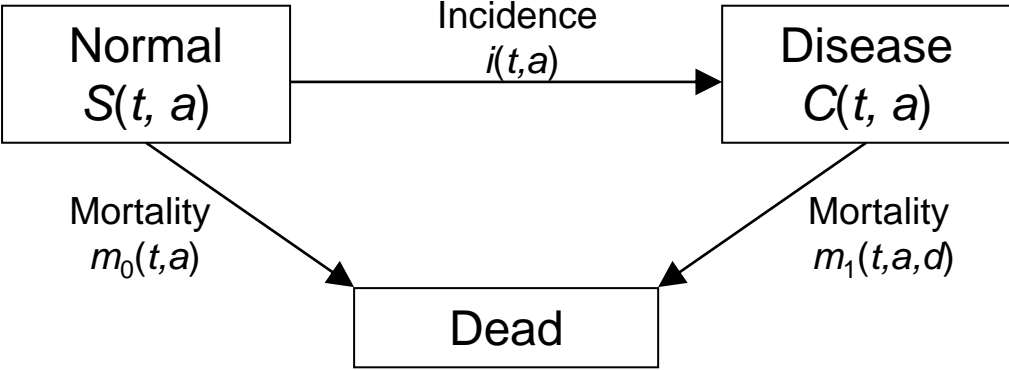 Normal
S(t, a)
Incidence
i(t,a)
Disease
C(t, a)
Mortality
m₀(t,a)
Mortality
m₁(t,a,d)
Dead